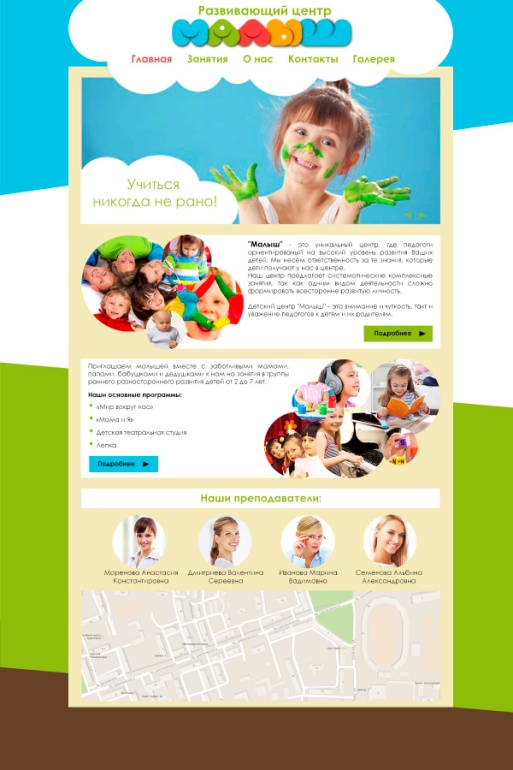 Развивающий центр
МАЛЫШ
Главная Занятия О нас Контакты Галерея
Учиться
никогда не рано!
"Малыш" - это уникальный центр, где педагоги
ориентированый на высокий уровень развития Ваших
детей. Мы несем ответственность за те знания, которые
дети получают у нас в центре.
Наш центр предлагает систематические комплексные
занятия, так как одним видом деятельности сложно
сформировать всесторонне развитую личность.
Детский центр "Малыш" – это внимание и чуткость, такт и
уважение педагогов к детям и их родителям.
Подробнее
Приглашаем малышей вместе с заботливыми мамами,
папами, бабушками и дедушками к нам на занятия в группы
раннего разностороннего развития детей от 2 до 7 лет.
Наши основные программы:
«Мир вокруг нас»
«Мама и Я»
Детская театральная студия
Лепка
Подробнее
Наши преподаватели:
Моренова Анастасия
Константировна
Дмитриева Валентина
Сереевна
Иванова Марина
Вадимовна
Семенова Альбина
Александровна